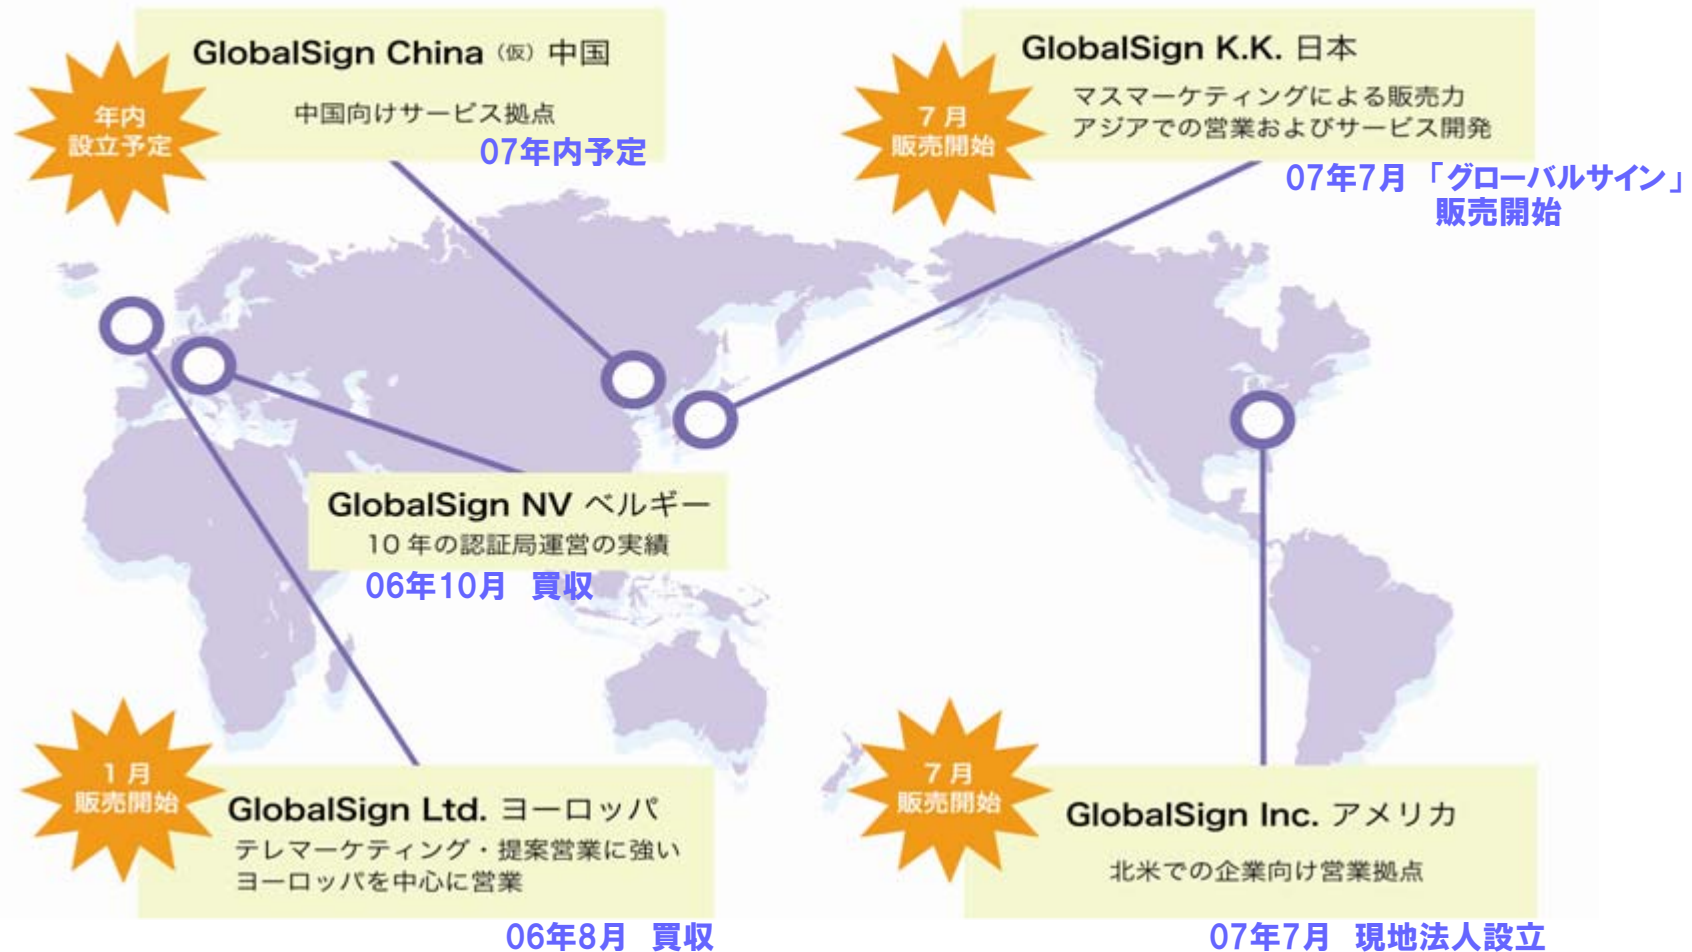 GlobalSign China（仮）中国
年内
設立予定
中国向けサービス拠点
07年内予定
GlobalSign K.K. 日本
7月
販売開始
マスマーケティングによる販売力
アジアでの営業およびサービス開発
07年7月 「グローバルサイン」
販売開始
GlobalSign NV ベルギー
10年の認証局運営の実績
06年10月 買収
1月
販売開始
GlobalSign Ltd. ヨーロッパ
テレマーケティング・提案営業に強い
ヨーロッパを中心に営業
06年8月 買収
7月
販売開始
GlobalSign Inc. アメリカ
北米での企業向け営業拠点
07年7月 現地法人設立